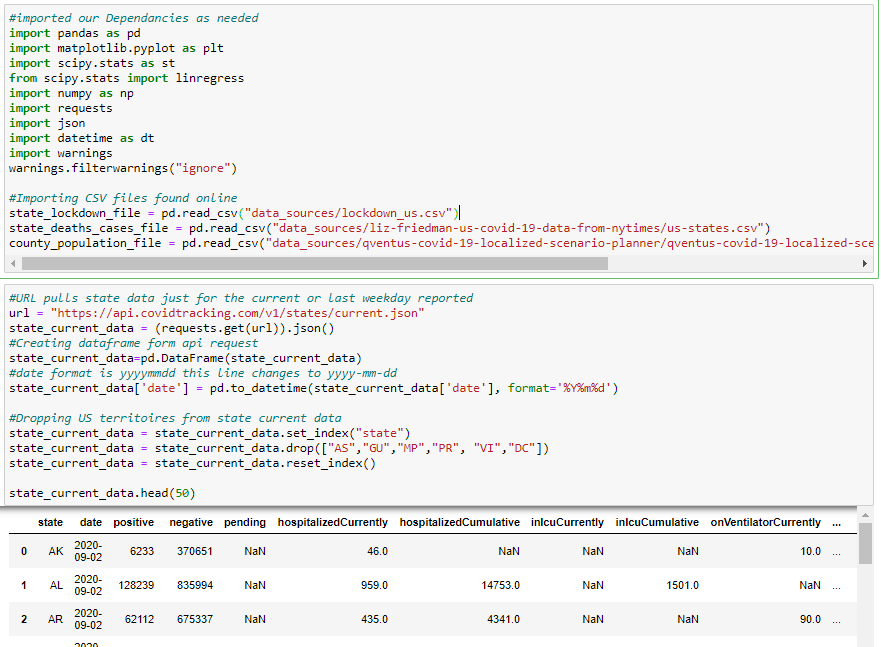 #imported our Dependancies as needed
import pandas as pd
import matplotlib.pyplot as plt
import scipy.stats as st
from scipy.stats import linregress
import numpy as np
import requests
import json
import datetime as dt
import warnings
warnings.filterwarnings("ignore")
#Importing CSV files found online
state_lockdown_file = pd.read_csv("data_sources/lockdown_us.csv")
state_deaths_cases_file = pd.read_csv("data_sources/liz-friedman-us-covid-19-data-from-nytimes/us-states.csv")
county_population_file = pd.read_csv("data_sources/qventus-covid-19-localized-scenario-planner/qventus-covid-19-localized-sce
#URL pulls state data just for the current or last weekday reported
url = "https://api.covidtracking.com/v1/states/current.json"
state_current_data = (requests.get(url)).json()
#Creating dataframe form api request
state_current_data=pd.DataFrame(state_current_data)
#date format is yyyymmdd this line changes to yyyy-mm-dd
state_current_data['date'] = pd.to_datetime(state_current_data['date'], format='%Y%m%d')
#Dropping US territoires from state current data
state_current_data = state_current_data.set_index("state")
state_current_data = state_current_data.drop(["AS","GU","MP","PR", "VI","DC"])
state_current_data = state_current_data.reset_index()
state_current_data.head(50)
state date positive negative pending hospitalizedCurrently hospitalizedCumulative inIcuCurrently inIcuCumulative onVentilatorCurrently ...
0 AK 2020-09-02 6233 370651 NaN 46.0 NaN NaN NaN 10.0 ...
1 AL 2020-09-02 128239 835994 NaN 959.0 14753.0 NaN 1501.0 NaN ...
2 AR 2020-09-02 62112 675337 NaN 435.0 4341.0 NaN NaN 90.0 ...